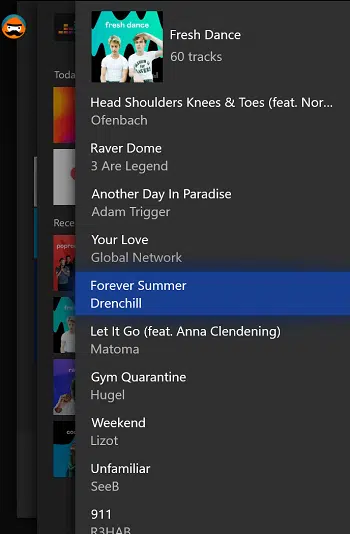 fresh dance
Fresh Dance
60 tracks
Toda
Head Shoulders Knees & Toes (feat. Nor...
Ofenbach
Raver Dome
3 Are Legend
Another Day In Paradise
Adam Trigger
Rece
Your Love
Global Network
Forever Summer
Drenchill
Let It Go (feat. Anna Clendening)
Matoma
Gym Quarantine
Hugel
Weekend
Lizot
Unfamiliar
SeeB
911
R3HAB